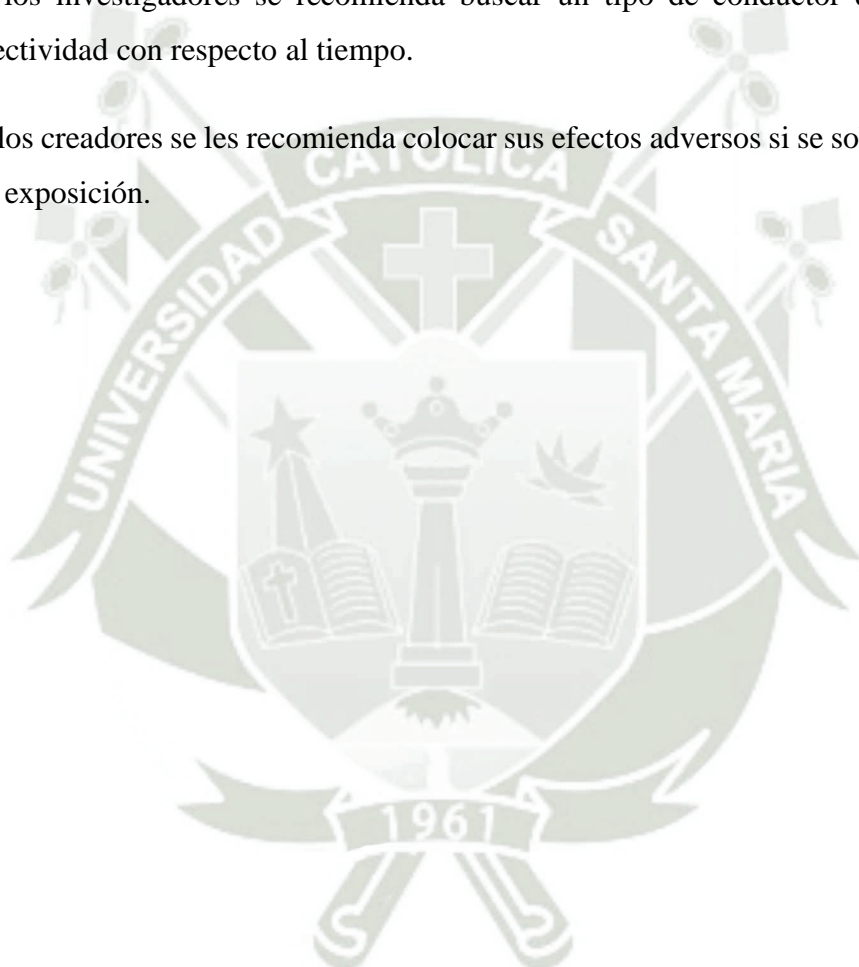 los investigadores se recomienda buscar un tipo de conductor
ectividad con respecto al tiempo.
los creadores se les recomienda colocar sus efectos adversos si se so
exposición.
CATÓLICA
UNIVERSIDAD
SANTA MARIA
1961